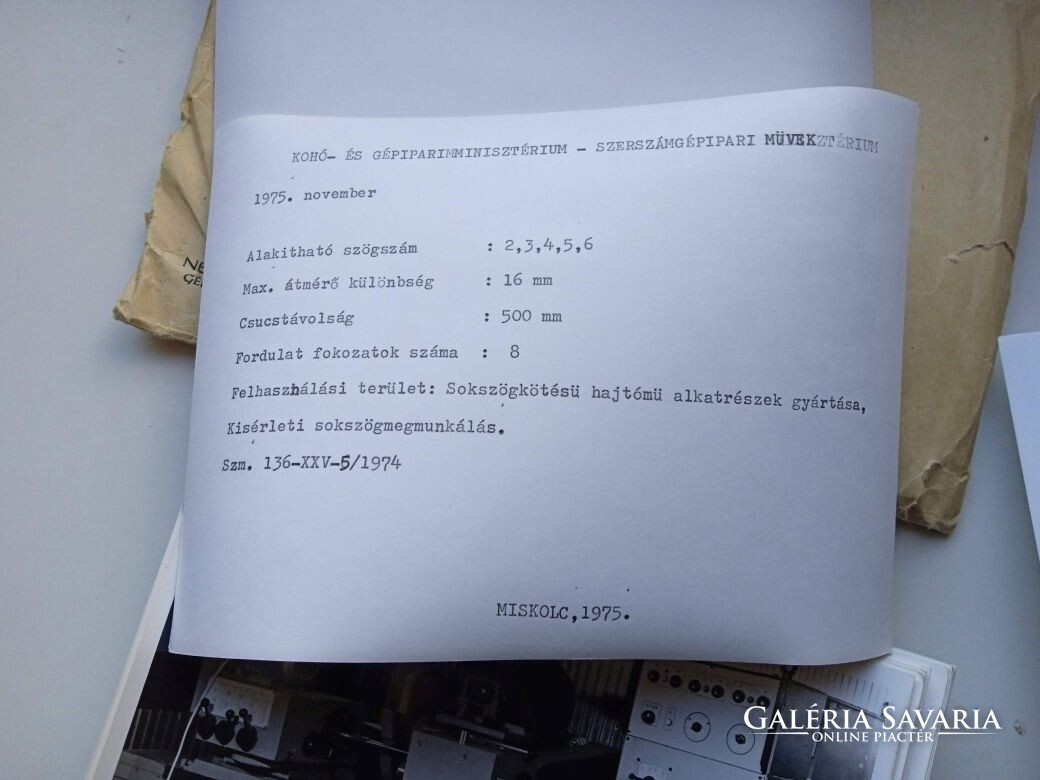 KOHÓ- ÉS GÉPIPARIMMINISZTÉRIUM - SZERSZÁMGÉPIPARI MÜVEKZTÉRIUM
1975. november
Alakitható szögszám : 2,3,4,5,6
Max. átmérő különbség : 16 mm
Csucstávolság : 500 mm
Fordulat fokozatok száma : 8
Felhasználási terület: Sokszögkötésü hajtómü alkatrészek gyártása,
Kisérleti sokszögmegmunkálás.
Szm. 136-XXV-5/1974
MISKOLC,1975.
GALÉRIA SAVARIA
ONLINE PIACTÉR